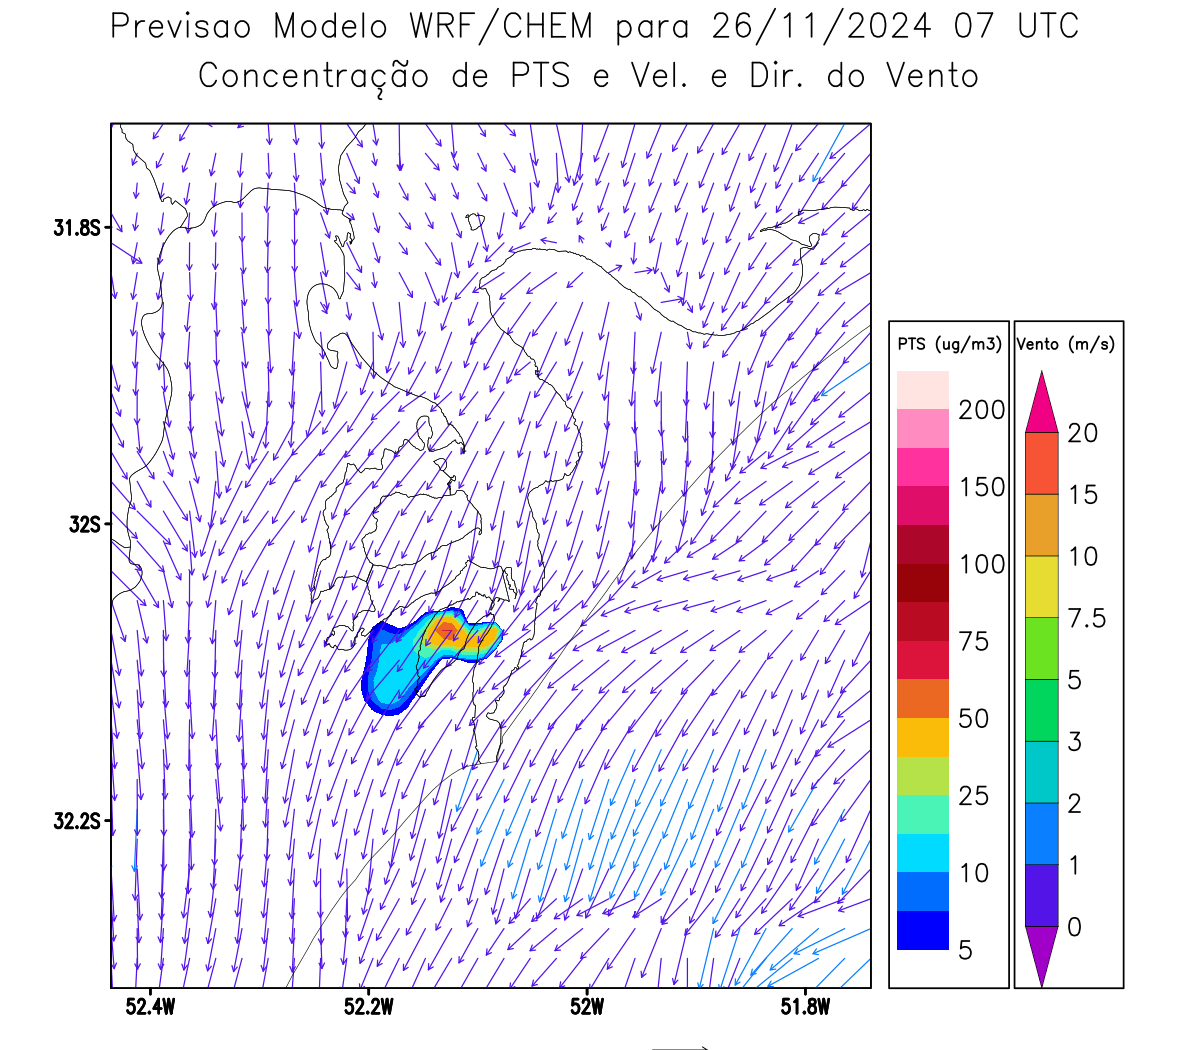 Previsao Modelo WRF/CHEM para 26/11/2024 07 UTC
Concentração de PTS e Vel. e Dir. do Vento
31.8S
32S
32.2S
52.4W
52.2W
52W
51.8W
PTS (ug/m3)
200
150
100
75
50
25
10
5
Vento (m/s)
20
15
10
7.5
5
3
2
1
0